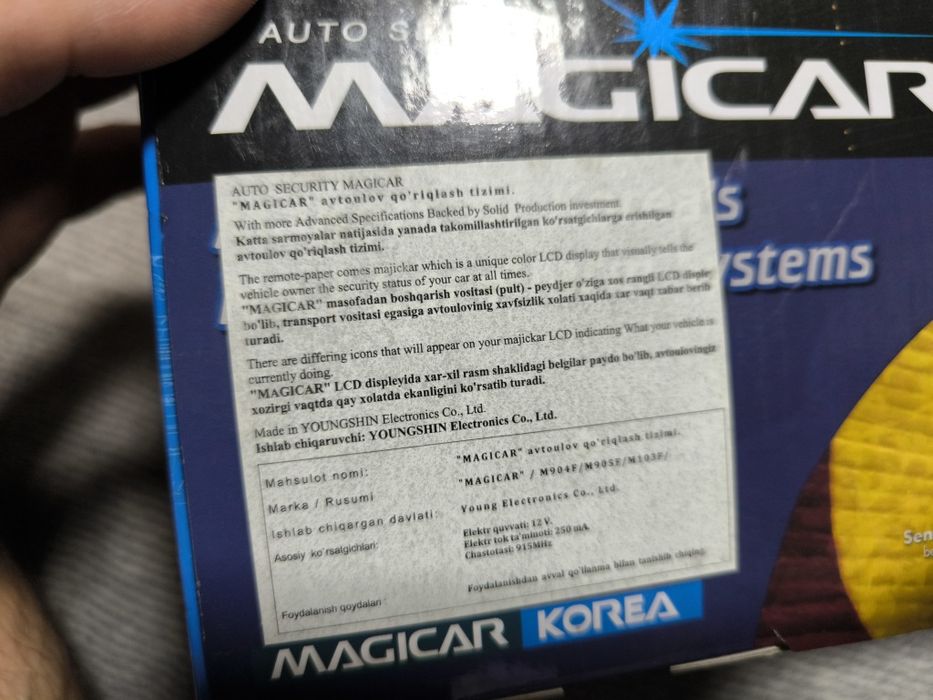 AUTO
MAGICAR
AUTO SECURITY MAGICAR
"MAGICAR" avtoulov qo'riqlash tizimi.
With more Advanced Specifications Backed by Solid Production investment.
Katta sarmoyalar natijasida yanada takomillashtirilgan ko'rsatgichlarga erishilgan
avtoulov qo'riqlash tizimi.
The remote-paper comes majickar which is a unique color LCD display that visually tells the
vehicle owner the security status of your car at all times.
"MAGICAR" masofadan boshqarish vositasi (pult) - peydjer o'ziga xos rangli LCD disple
bo'lib, transport vositasi egasiga avtoulovinig xavfsizlik xolati xaqida xar vaqt xabar berib
turadi.
There are differing icons that will appear on your majickar LCD indicating What your vehicle is
currently doing.
"MAGICAR" LCD displeyida xar-xil rasm shaklidagi belgilar paydo bo'lib, avtoulovingiz
xozirgi vaqtda qay xolatda ekanligini ko'rsatib turadi.
Made in YOUNGSHIN Electronics Co., Ltd.
Ishlab chiqaruvchi: YOUNGSHIN Electronics Co., Ltd.
Mahsulot nomi: "MAGICAR" avtoulov qo'riqlash tizimi.
Marka / Rusumi "MAGICAR" / M904F/M905F/M103F/
Ishlab chiqargan davlati: Young Electronics Co., Ltd.
Asosiy ko'rsatgichlari: Elektr quvvati: 12 V.
Elektr tok ta'minoti: 250 mA.
Chastotasi: 915MHz
Foydalanish qoydalari : Foydalanishdan avval qo'llanma bilan tanishib chiqing.
ystems
MAGICAR KOREA